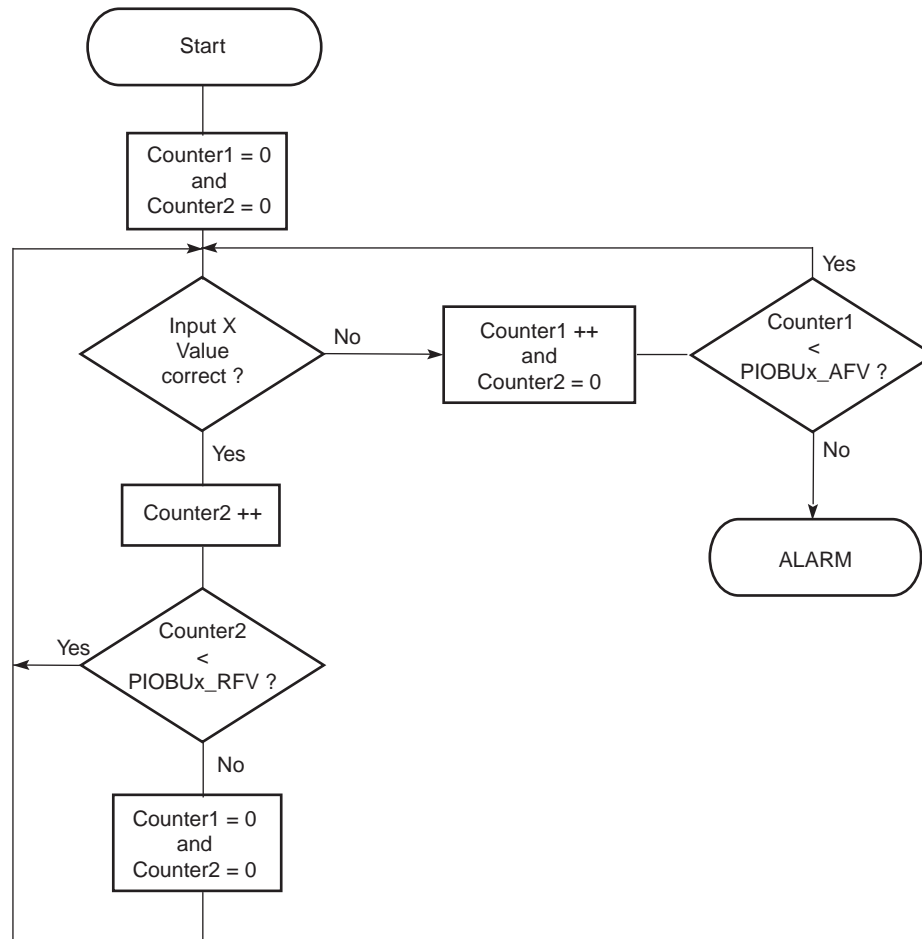 Start
Counter1 = 0
and
Counter2 = 0
Input X
Value
correct ?
No
Counter1 ++
and
Counter2 = 0
Yes
Counter1
<
PIOBUx_AFV ?
No
ALARM
Yes
Counter2 ++
Counter2
<
PIOBUx_RFV ?
Yes
No
Counter1 = 0
and
Counter2 = 0